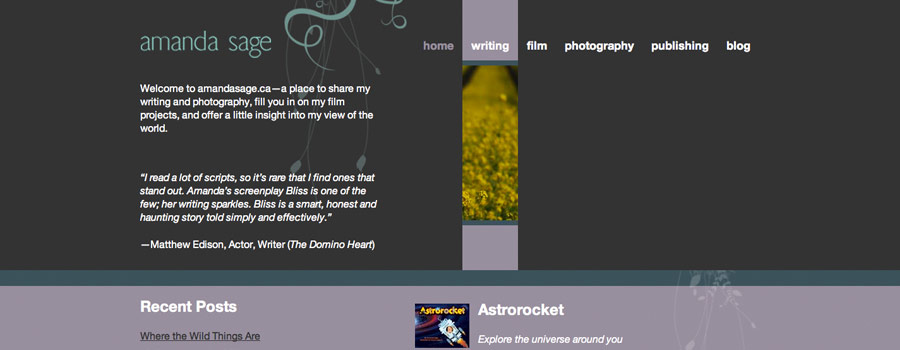 amanda sage
home writing film photography publishing blog
Welcome to amandasage.ca—a place to share my
writing and photography, fill you in on my film
projects, and offer a little insight into my view of the
world.
“I read a lot of scripts, so it’s rare that I find ones that
stand out. Amanda’s screenplay Bliss is one of the
few; her writing sparkles. Bliss is a smart, honest and
haunting story told simply and effectively.”
—Matthew Edison, Actor, Writer (The Domino Heart)
Recent Posts
Where the Wild Things Are
Astrorocket
Astrorocket
Explore the universe around you